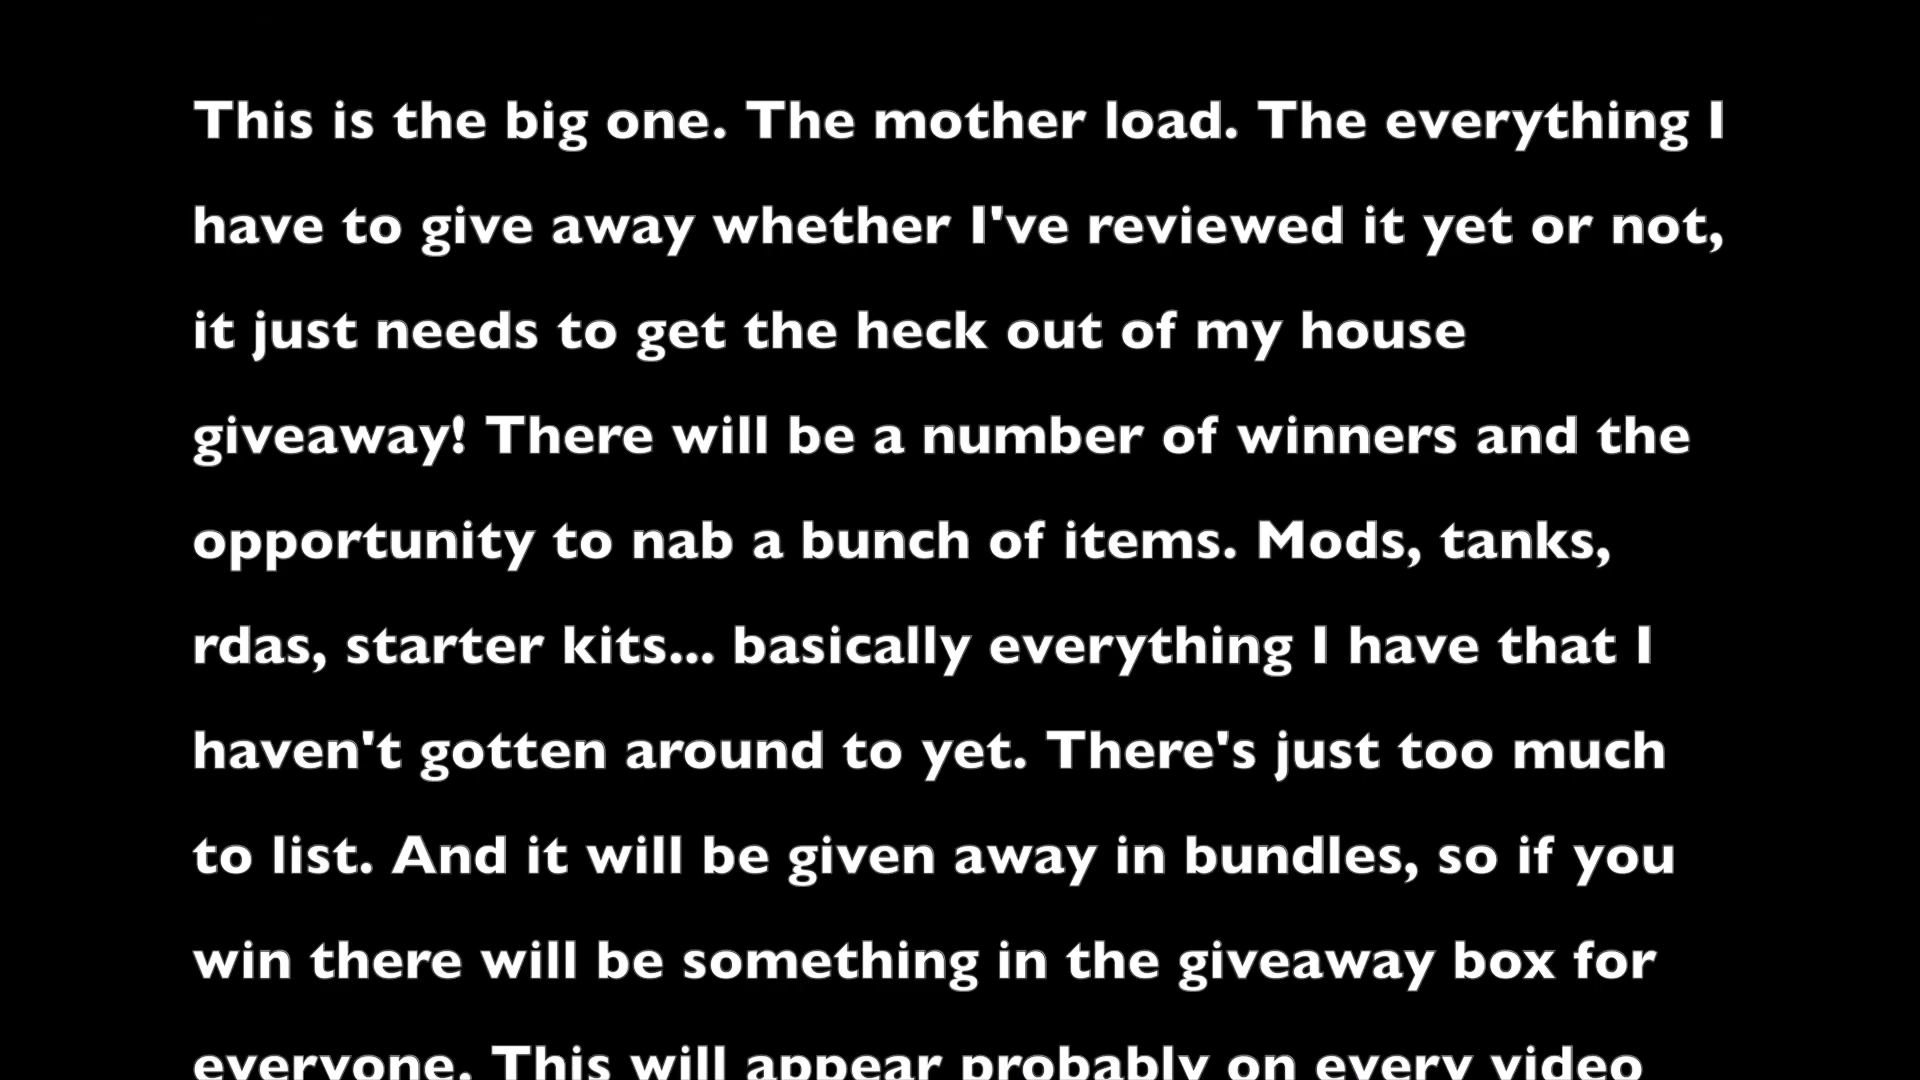 This is the big one. The mother load. The everything I
have to give away whether I've reviewed it yet or not,
it just needs to get the heck out of my house
giveaway! There will be a number of winners and the
opportunity to nab a bunch of items. Mods, tanks,
rdas, starter kits... basically everything I have that I
haven't gotten around to yet. There's just too much
to list. And it will be given away in bundles, so if you
win there will be something in the giveaway box for
everyone. This will appear probably on every video